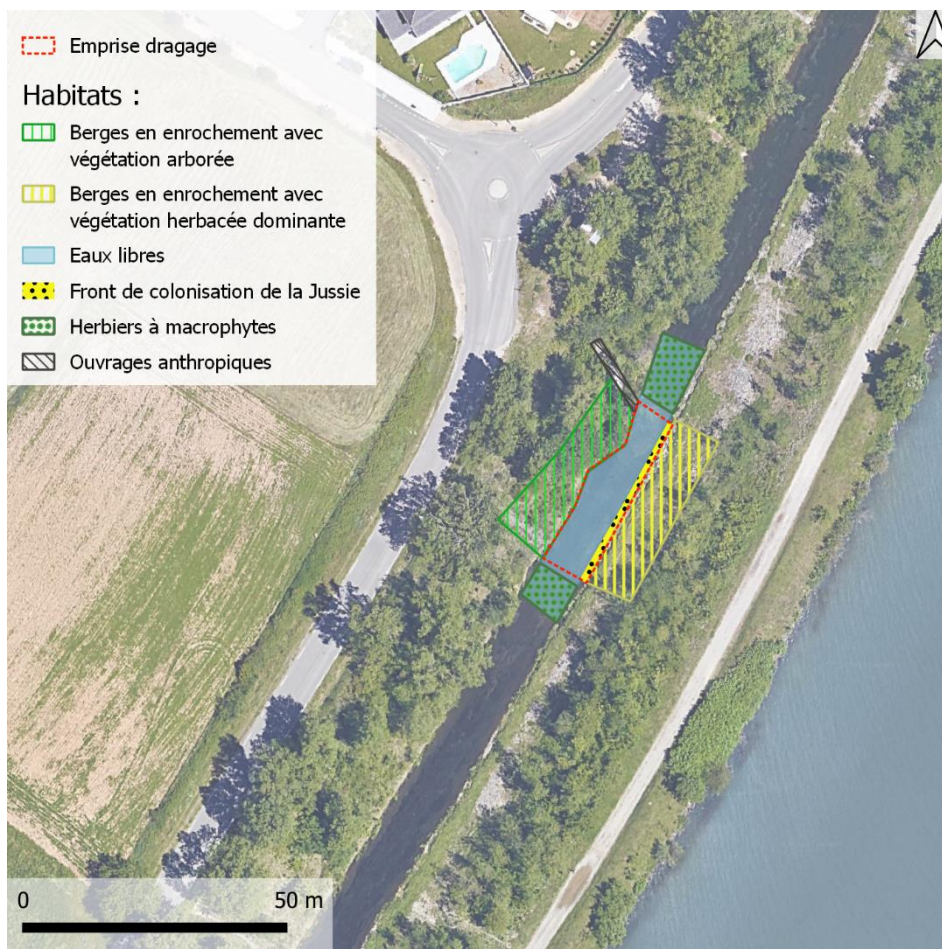 Emprise dragage
Habitats :
Berges en enrochement avec
végétation arborée
Berges en enrochement avec
végétation herbacée dominante
Eaux libres
Front de colonisation de la Jussie
Herbiers à macrophytes
Ouvrages anthropiques
0 50 m